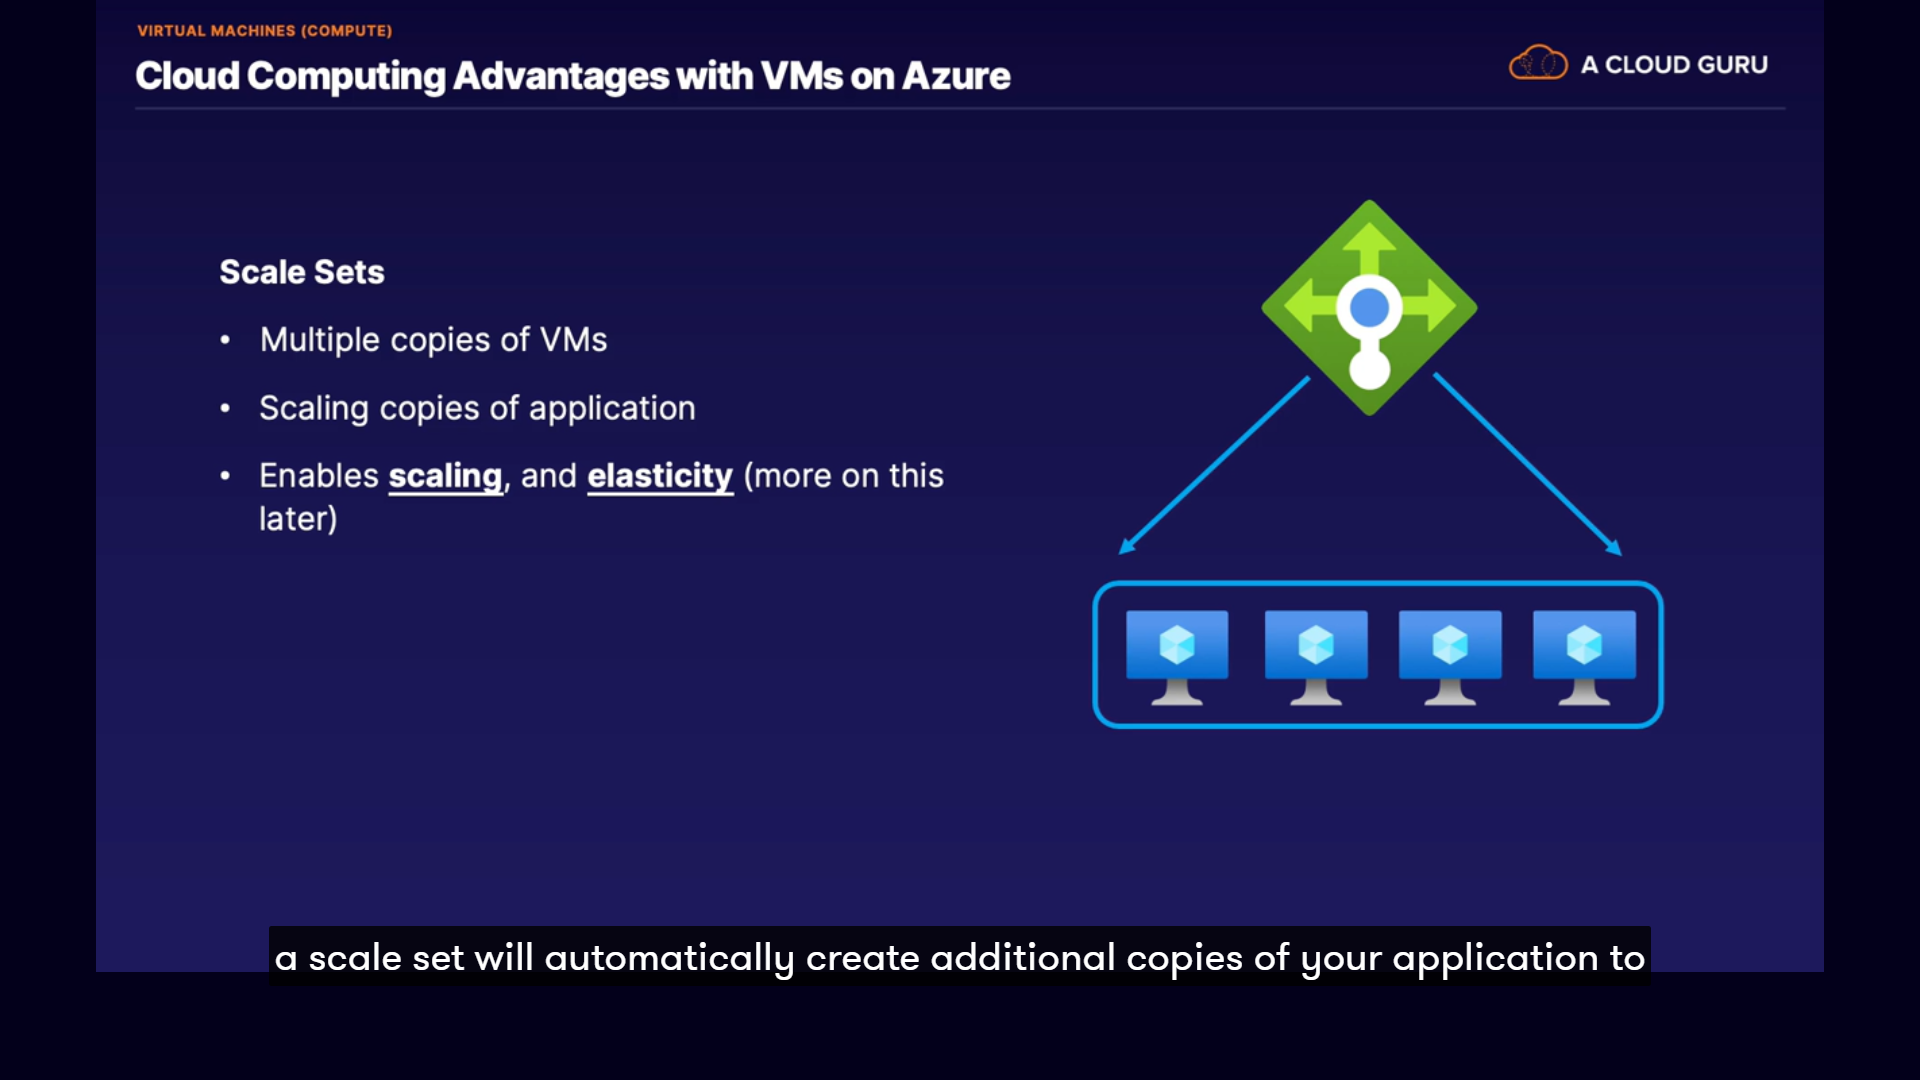 VIRTUAL MACHINES (COMPUTE)
Cloud Computing Advantages with VMs on Azure
A CLOUD GURU
Scale Sets
• Multiple copies of VMs
• Scaling copies of application
• Enables scaling, and elasticity (more on this
later)
a scale set will automatically create additional copies of your application to